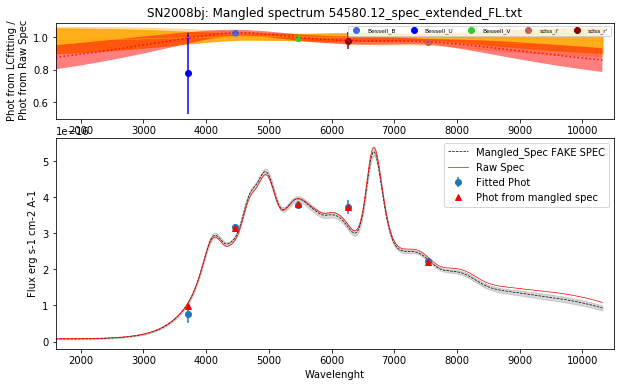 SN2008bj: Mangled spectrum 54580.12_spec_extended_FL.txt
Phot from LCfitting /
Phot from Raw Spec
1.0
0.8
0.6
Bessell_B
Bessell_U
Bessell_V
sdss_i'
sdss_r'
2000 3000 4000 5000 6000 7000 8000 9000 10000
1e−16
Flux erg s-1 cm-2 A-1
5
4
3
2
1
0
Mangled_Spec FAKE SPEC
Raw Spec
Fitted Phot
Phot from mangled spec
2000 3000 4000 5000 6000 7000 8000 9000 10000
Wavelenght